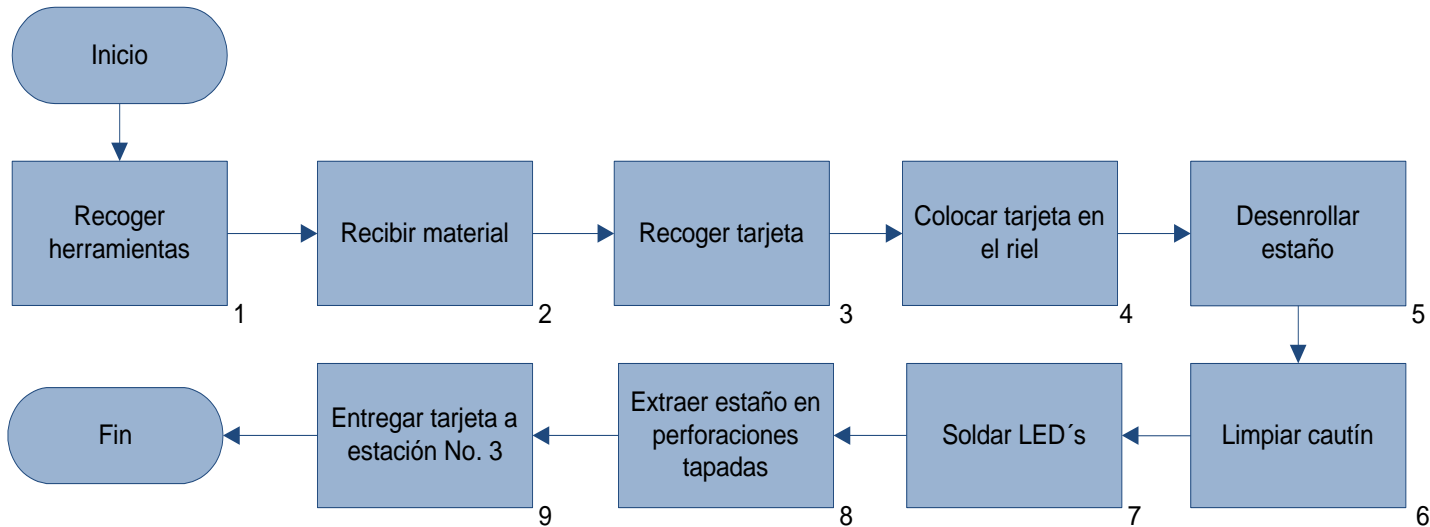 Inicio
Recoger
herramientas
1
Recibir material
2
Recoger tarjeta
3
Colocar tarjeta en
el riel
4
Desenrollar
estaño
5
Limpiar cautín
6
Soldar LED´s
7
Extraer estaño en
perforaciones
tapadas
8
Entregar tarjeta a
estación No. 3
9
Fin